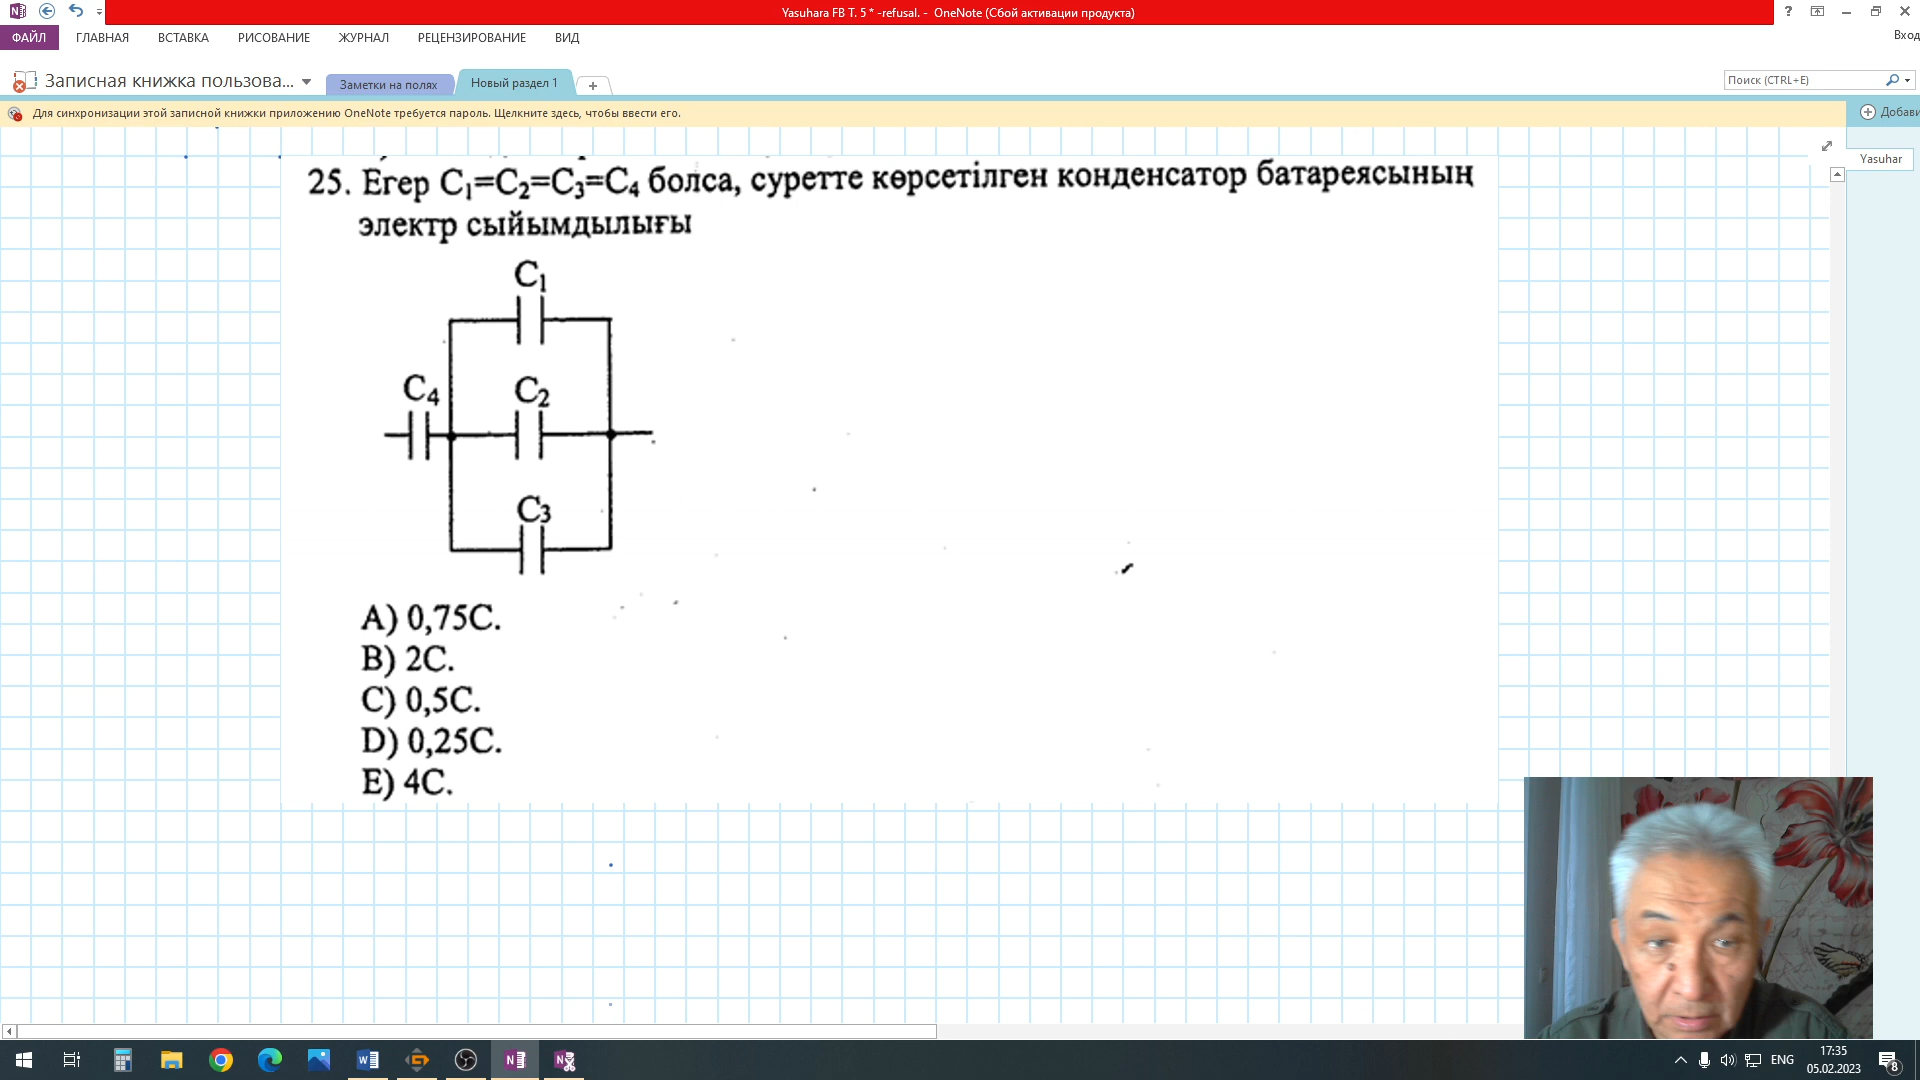 Yasuhara FB T. 5 * -refusal. - OneNote (Сбой активации продукта)
ФАЙЛ ГЛАВНАЯ ВСТАВКА РИСОВАНИЕ ЖУРНАЛ РЕЦЕНЗИРОВАНИЕ ВИД
Вход
Записная книжка пользова...
Заметки на полях
Новый раздел 1
Поиск (CTRL+E)
Для синхронизации этой записной книжки приложению OneNote требуется пароль. Щелкните здесь, чтобы ввести его.
Добави
Yasuhar
25. Егер C₁=C₂=C₃=C₄ болса, суретте көрсетілген конденсатор батареясының
электр сыйымдылығы
C₁
C₄
C₂
C₃
A) 0,75C.
B) 2C.
C) 0,5C.
D) 0,25C.
E) 4C.
ENG
17:35
05.02.2023
8